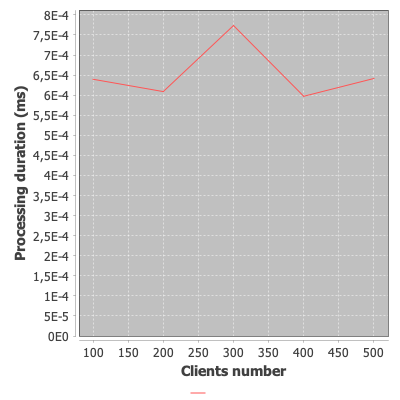 Processing duration (ms)
8E-4
7,5E-4
7E-4
6,5E-4
6E-4
5,5E-4
5E-4
4,5E-4
4E-4
3,5E-4
3E-4
2,5E-4
2E-4
1,5E-4
1E-4
5E-5
0E0
100 150 200 250 300 350 400 450 500
Clients number